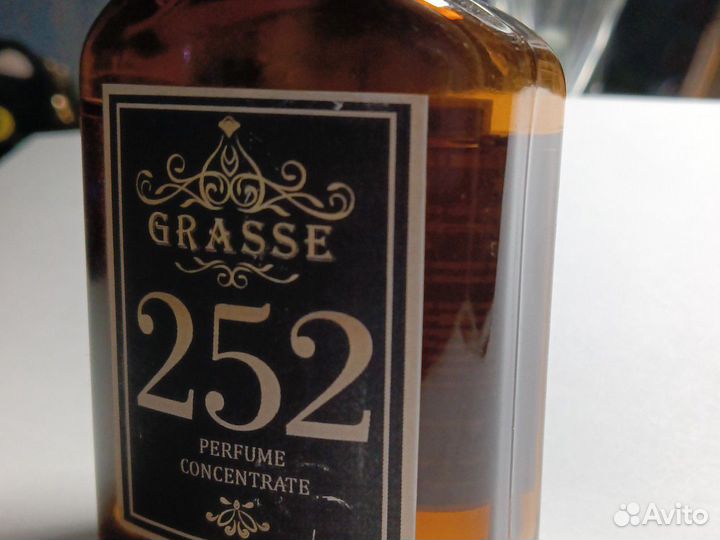 GRASSE
252
PERFUME
CONCENTRATE
Avito